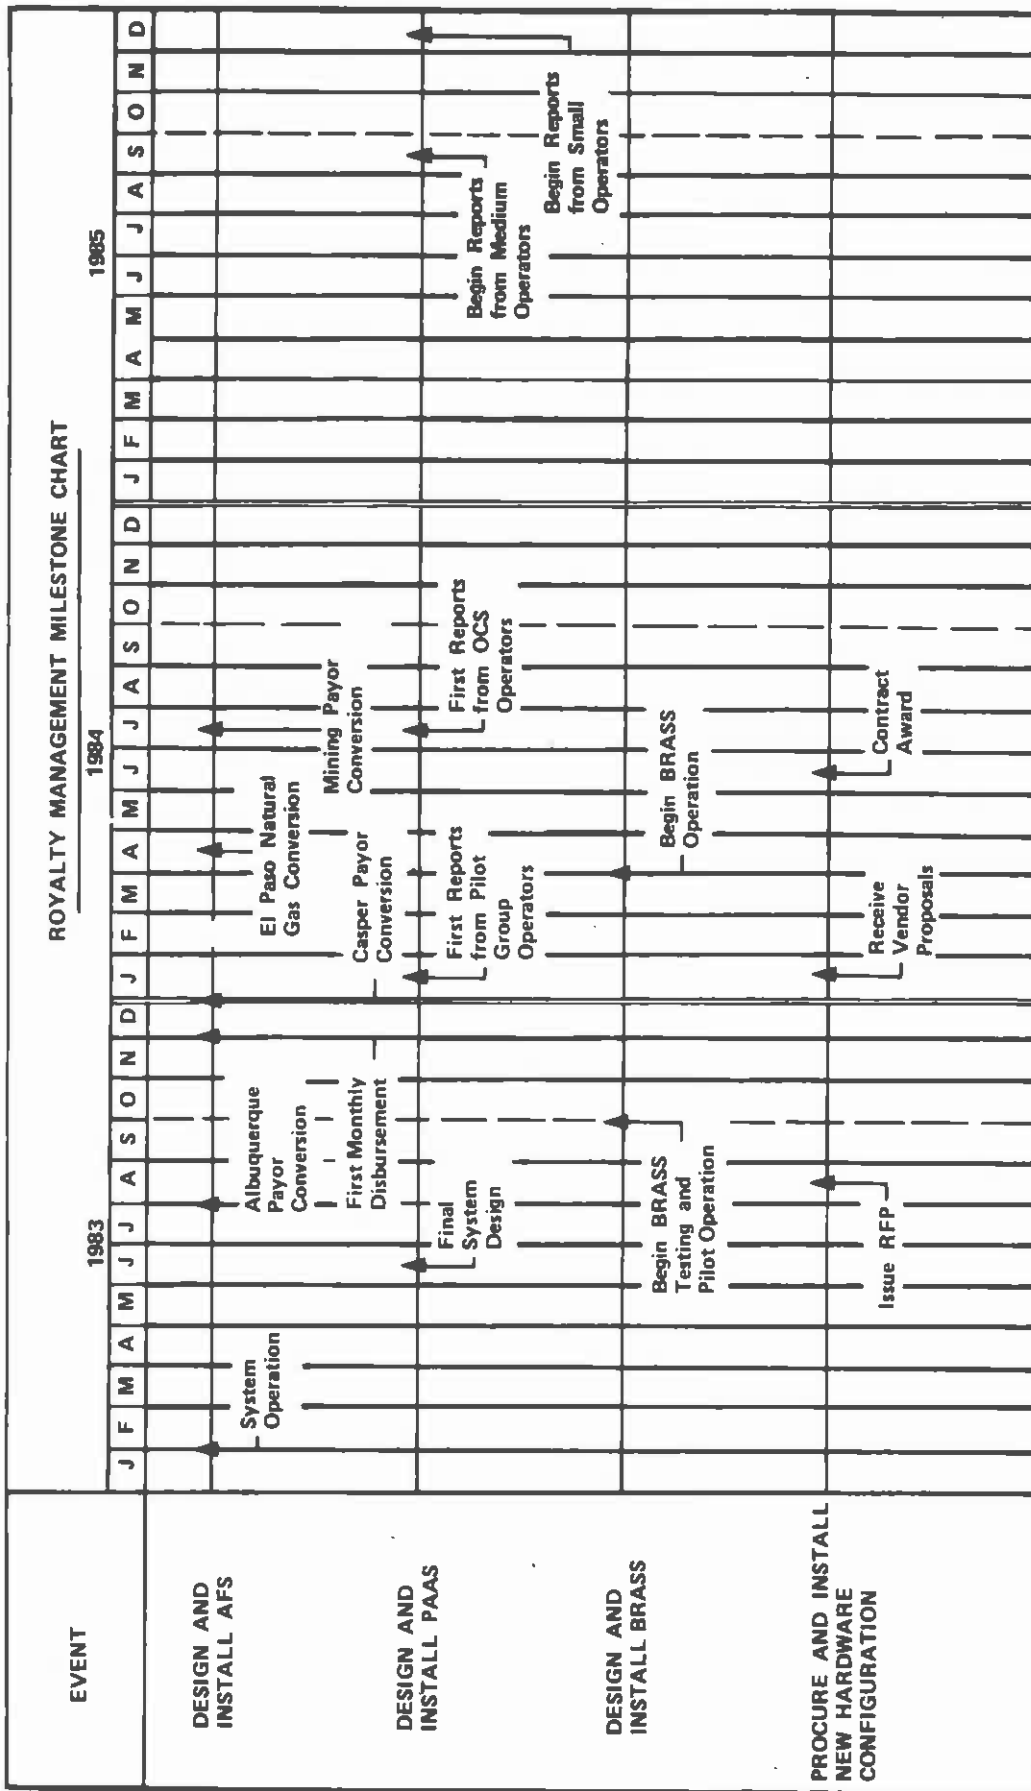 ROYALTY MANAGEMENT MILESTONE CHART
EVENT
1983
1984
1985
J F M A M J J A S O N D J F M A M J J A S O N D J F M A M J J A S O N D
DESIGN AND
INSTALL AFS
System
Operation
Albuquerque
Payor
Conversion
First Monthly
Disbursement
Casper Payor
Conversion
El Paso Natural
Gas Conversion
Mining Payor
Conversion
DESIGN AND
INSTALL PAAS
Final
System
Design
First Reports
from Pilot
Group
Operators
First Reports
from OCS
Operators
Begin Reports
from Medium
Operators
Begin Reports
from Small
Operators
DESIGN AND
INSTALL BRASS
Begin BRASS
Testing and
Pilot Operation
Begin BRASS
Operation
PROCURE AND INSTALL
NEW HARDWARE
CONFIGURATION
Issue RFP
Receive
Vendor
Proposals
Contract
Award